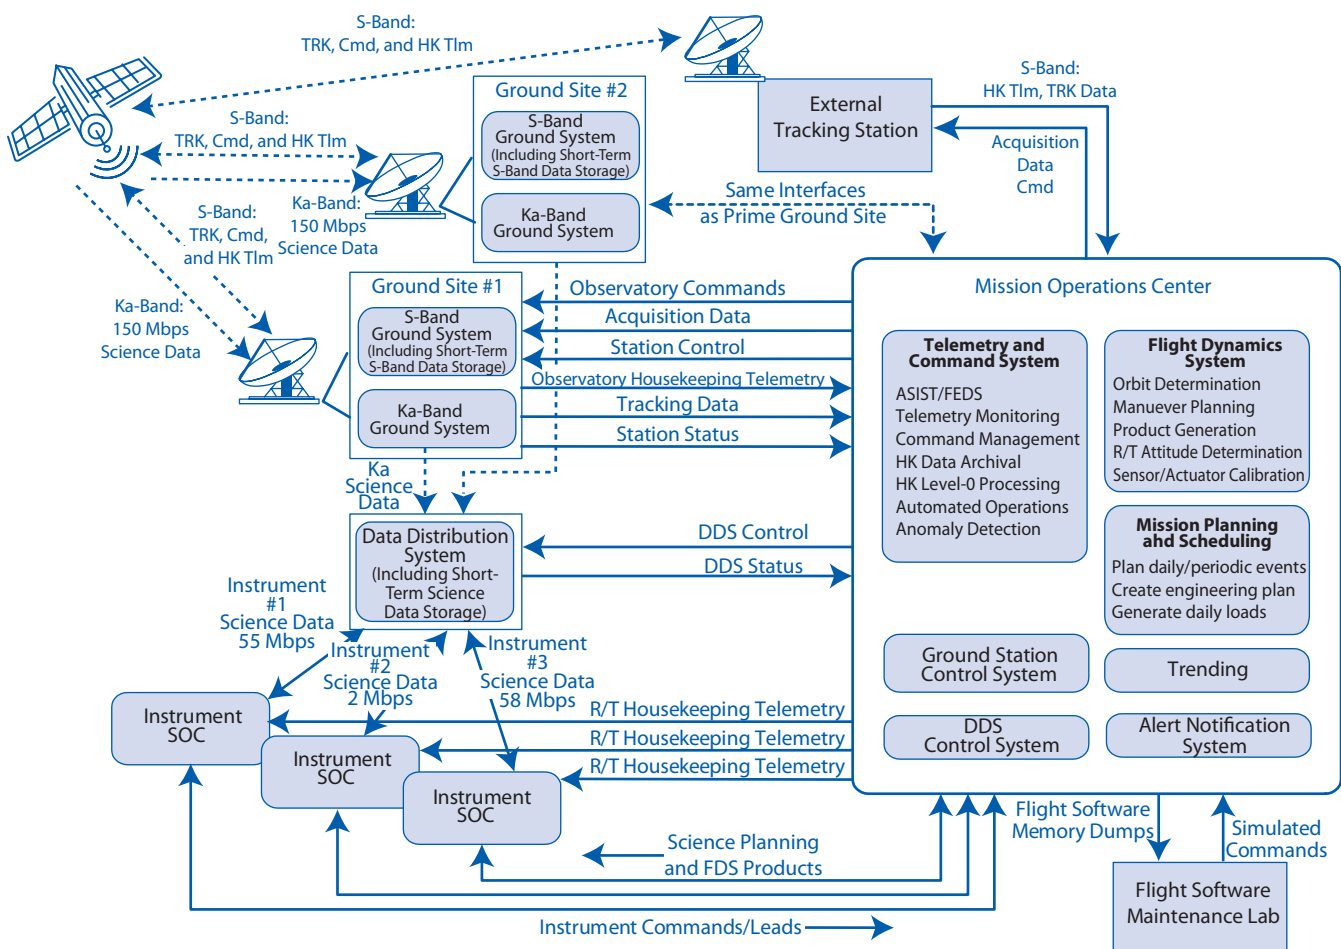 S-Band:
TRK, Cmd, and HK Tlm
S-Band:
TRK, Cmd, and HK Tlm
Ka-Band:
150 Mbps
Science Data
S-Band:
TRK, Cmd,
and HK Tlm
Ka-Band:
150 Mbps
Science Data
Ground Site #2
S-Band
Ground System
(Including Short-Term
S-Band Data Storage)
Ka-Band
Ground System
External
Tracking Station
S-Band:
HK Tlm, TRK Data
Acquisition
Data
Cmd
Same Interfaces
as Prime Ground Site
Ground Site #1
S-Band
Ground System
(Including Short-Term
S-Band Data Storage)
Ka-Band
Ground System
Observatory Commands
Acquisition Data
Station Control
Observatory Housekeeping Telemetry
Tracking Data
Station Status
Ka
Science
Data
Data Distribution
System
(Including Short-
Term Science
Data Storage)
DDS Control
DDS Status
Mission Operations Center
Telemetry and
Command System
ASIST/FEDS
Telemetry Monitoring
Command Management
HK Data Archival
HK Level-0 Processing
Automated Operations
Anomaly Detection
Flight Dynamics
System
Orbit Determination
Manuever Planning
Product Generation
R/T Attitude Determination
Sensor/Actuator Calibration
Mission Planning
and Scheduling
Plan daily/periodic events
Create engineering plan
Generate daily loads
Ground Station
Control System
Trending
DDS
Control System
Alert Notification
System
Instrument
#1
Science Data
55 Mbps
Instrument
#2
Science Data
2 Mbps
Instrument
#3
Science Data
58 Mbps
Instrument
SOC
Instrument
SOC
Instrument
SOC
R/T Housekeeping Telemetry
R/T Housekeeping Telemetry
R/T Housekeeping Telemetry
Science Planning
and FDS Products
Instrument Commands/Leads
Flight Software
Memory Dumps
Simulated
Commands
Flight Software
Maintenance Lab